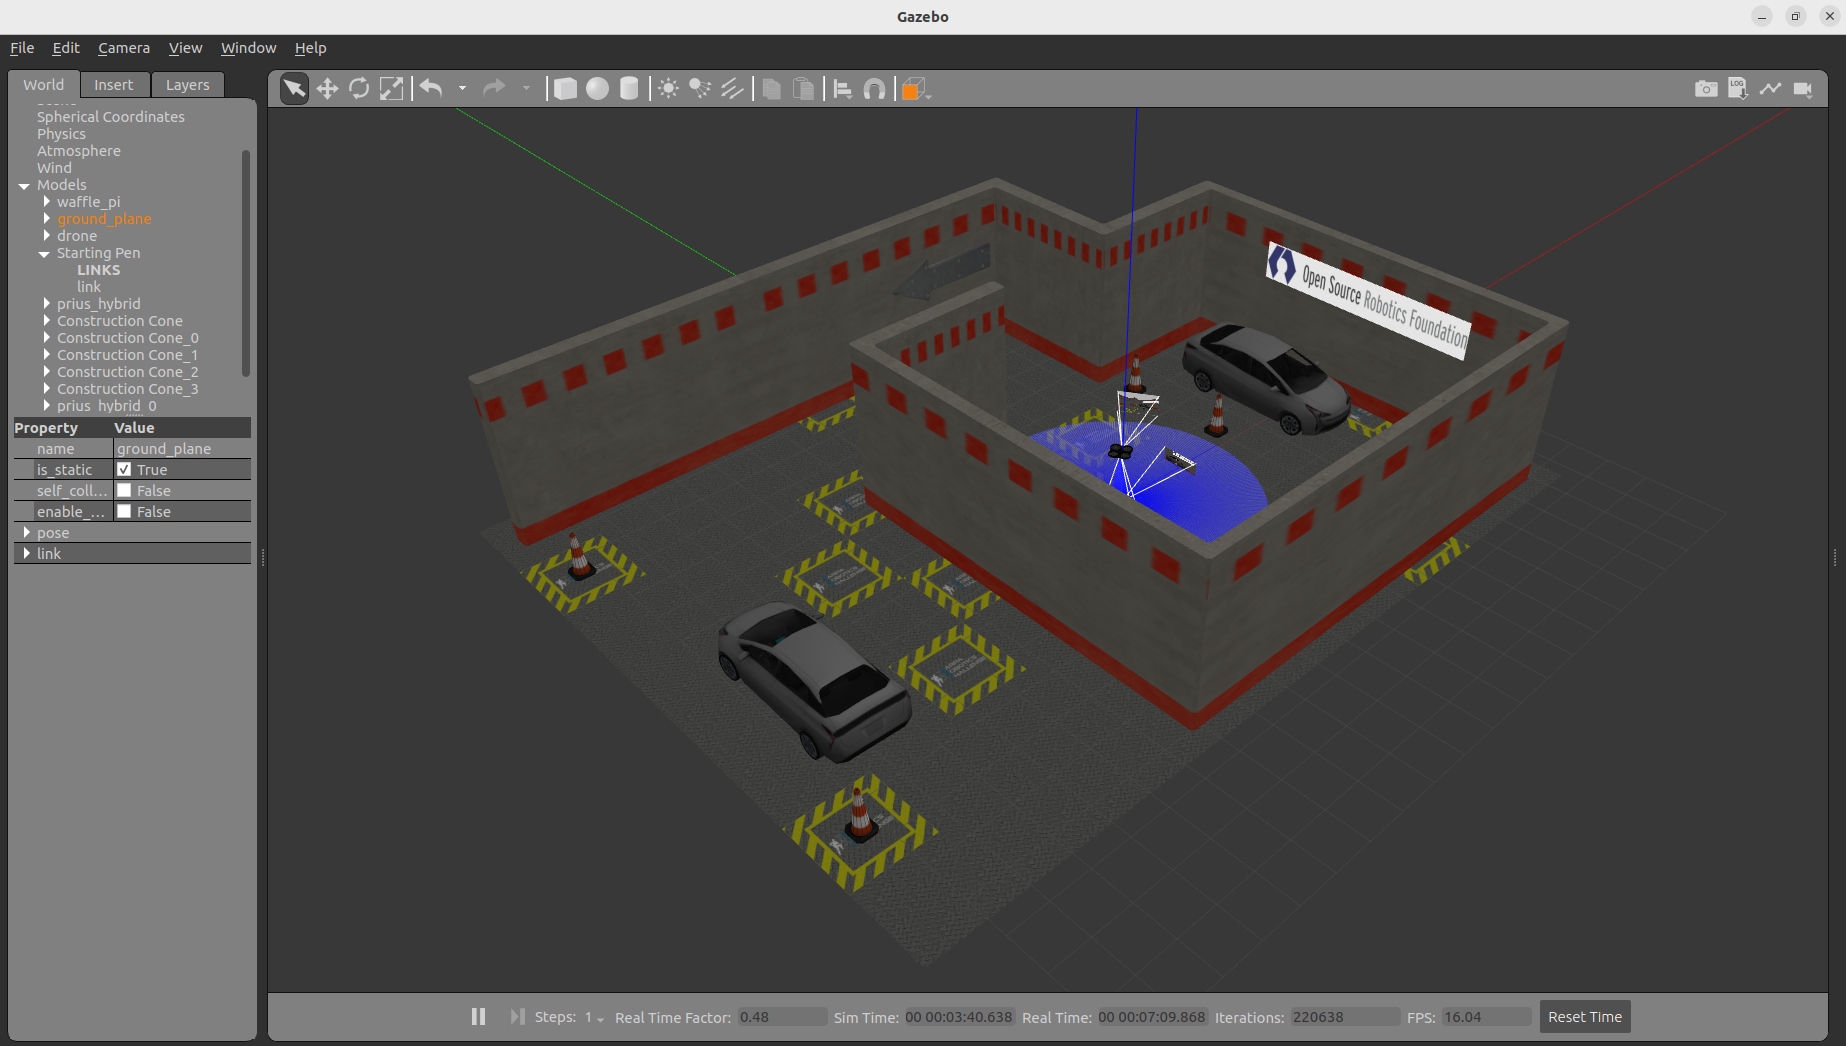 Gazebo
File Edit Camera View Window Help
World Insert Layers
Spherical Coordinates
Physics
Atmosphere
Wind
Models
waffle_pi
ground_plane
drone
Starting Pen
LINKS
link
prius_hybrid
Construction Cone
Construction Cone_0
Construction Cone_1
Construction Cone_2
Construction Cone_3
prius_hybrid_0
Property Value
name ground_plane
is_static True
self_coll... False
enable_... False
pose
link
LOG
Open Source Robotics Foundation
Steps: 1 Real Time Factor: 0.48 Sim Time: 00 00:03:40.638 Real Time: 00 00:07:09.868 Iterations: 220638 FPS: 16.04 Reset Time